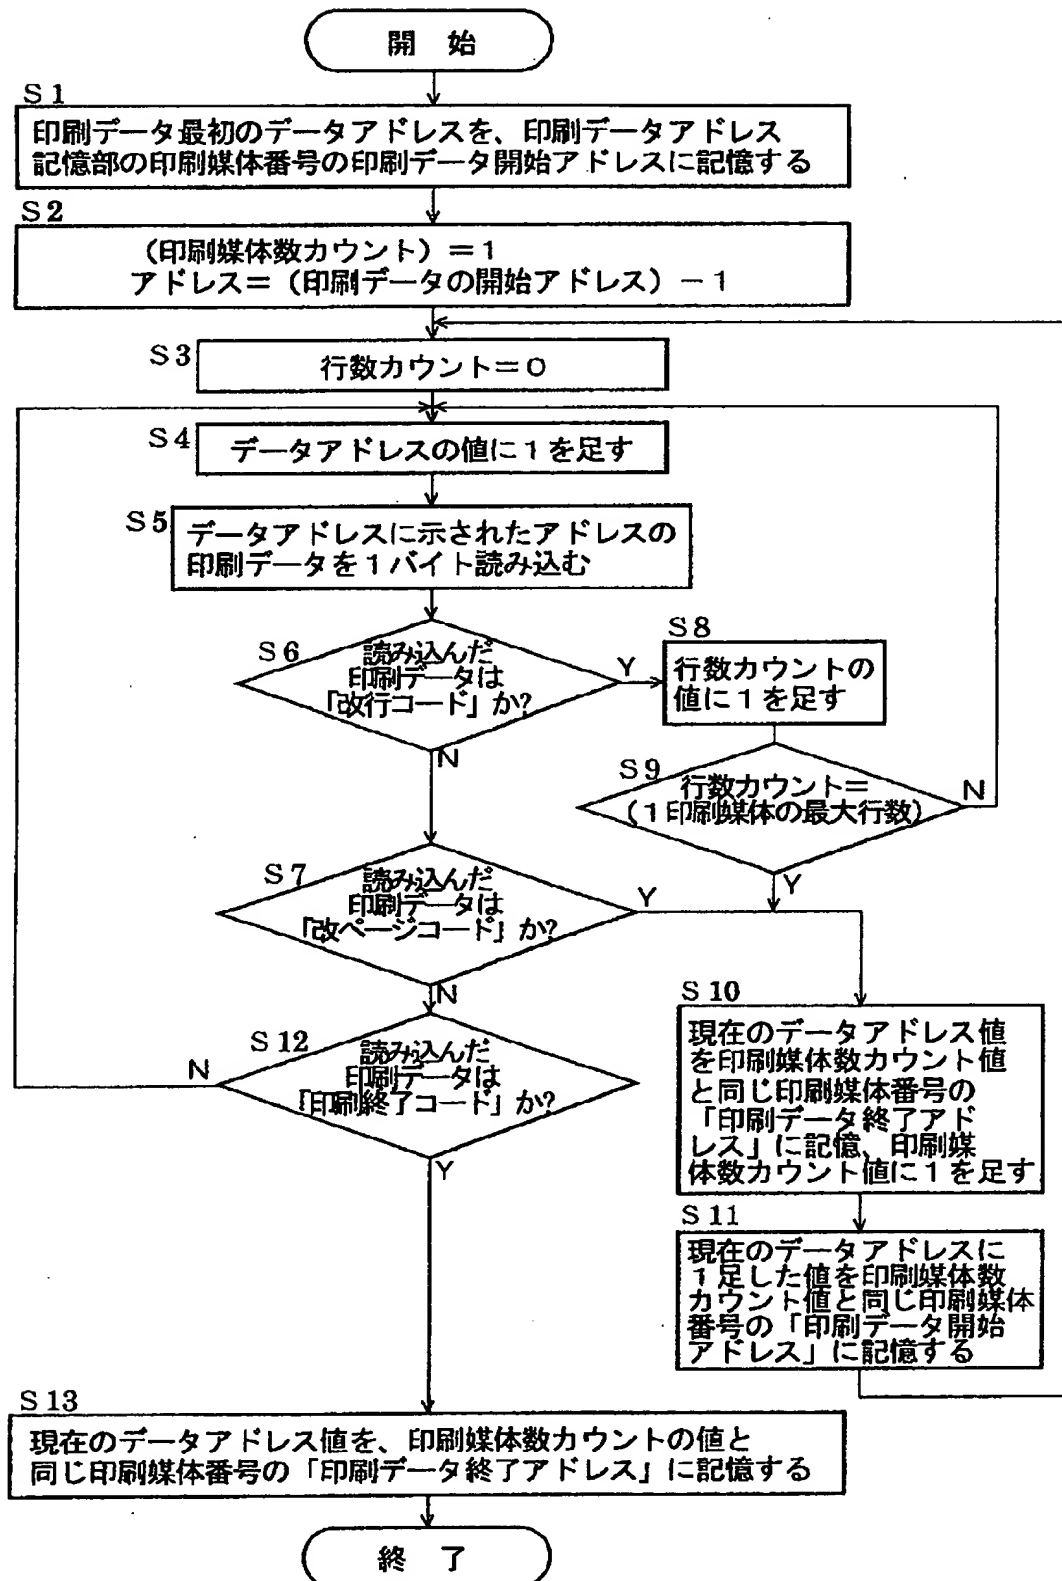 開 始
S1
印刷データ最初のデータアドレスを、印刷データアドレス
記憶部の印刷媒体番号の印刷データ開始アドレスに記憶する
S2
(印刷媒体数カウント)=1
アドレス=(印刷データの開始アドレス)-1
S3
行数カウント=0
S4
データアドレスの値に1を足す
S5
データアドレスに示されたアドレスの
印刷データを1バイト読み込む
S6
読み込んだ
印刷データは
「改行コード」か?
Y
N
S8
行数カウントの
値に1を足す
S9
行数カウント=
(1印刷媒体の最大行数)
N
Y
S7
読み込んだ
印刷データは
「改ページコード」か?
Y
N
S10
現在のデータアドレス値
を印刷媒体数カウント値
と同じ印刷媒体番号の
「印刷データ終了アド
レス」に記憶、印刷媒
体数カウント値に1を足す
S12
読み込んだ
印刷データは
「印刷終了コード」か?
N
Y
S11
現在のデータアドレスに
1足した値を印刷媒体数
カウント値と同じ印刷媒体
番号の「印刷データ開始
アドレス」に記憶する
S13
現在のデータアドレス値を、印刷媒体数カウントの値と
同じ印刷媒体番号の「印刷データ終了アドレス」に記憶する
終 了